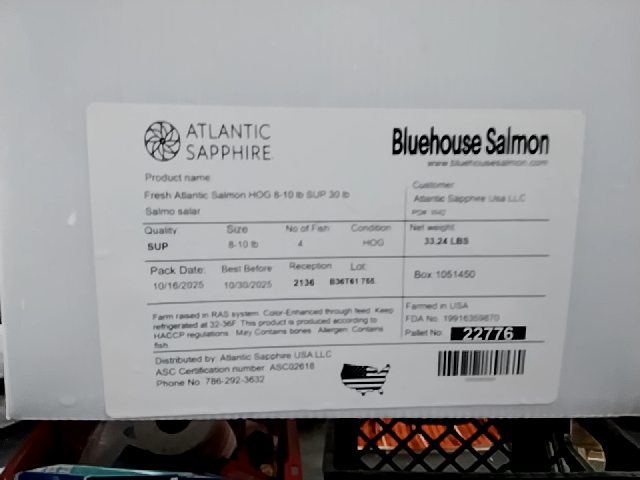 ATLANTIC
SAPPHIRE
Bluehouse Salmon
www.bluehousesalmon.com
Product name
Fresh Atlantic Salmon HOG 8-10 lb SUP 30 lb
Salmo salar
Customer
Atlantic Sapphire Usa LLC
Quality Size No of Fish Condition Net weight
SUP 8-10 lb 4 HOG 33.24 LBS
Pack Date: Best Before Reception Lot:
10/16/2025 10/30/2025 2136
Box 1051450
Farm raised in RAS system. Color-Enhanced through feed. Keep
refrigerated at 32-36F. This product is produced according to
HACCP regulations. May Contains bones. Allergen: Contains
fish.
Farmed in USA
FDA No. 19916359870
Pallet No: 22776
Distributed by: Atlantic Sapphire USA LLC
ASC Certification number: ASC02618
Phone No 786-292-3632